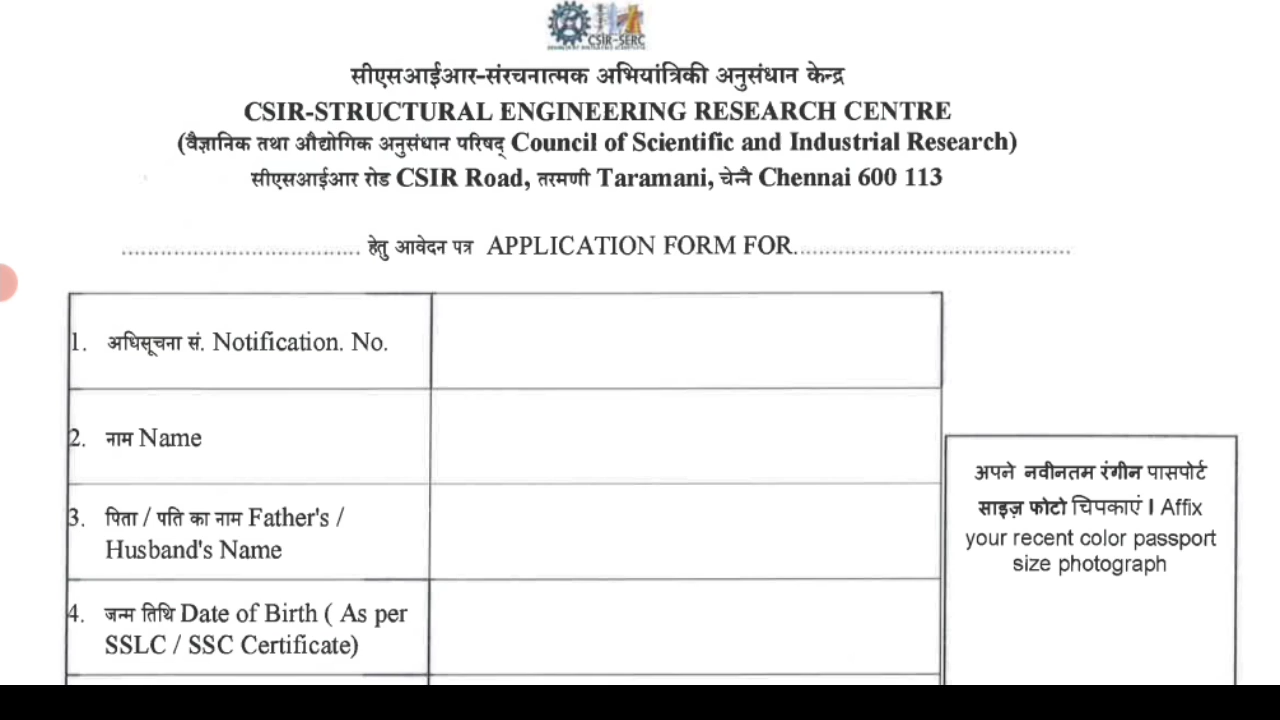 CSIR-SERC
सीएसआईआर-संरचनात्मक अभियांत्रिकी अनुसंधान केन्द्र
CSIR-STRUCTURAL ENGINEERING RESEARCH CENTRE
(वैज्ञानिक तथा औद्योगिक अनुसंधान परिषद् Council of Scientific and Industrial Research)
सीएसआईआर रोड CSIR Road, तरमणी Taramani, चेन्नै Chennai 600 113
.................................... हेतु आवेदन पत्र APPLICATION FORM FOR..........................................
1. अधिसूचना सं. Notification. No.
2. नाम Name
3. पिता / पति का नाम Father's /
Husband's Name
4. जन्म तिथि Date of Birth ( As per
SSLC / SSC Certificate)
अपने नवीनतम रंगीन पासपोर्ट
साइज़ फोटो चिपकाएं I Affix
your recent color passport
size photograph